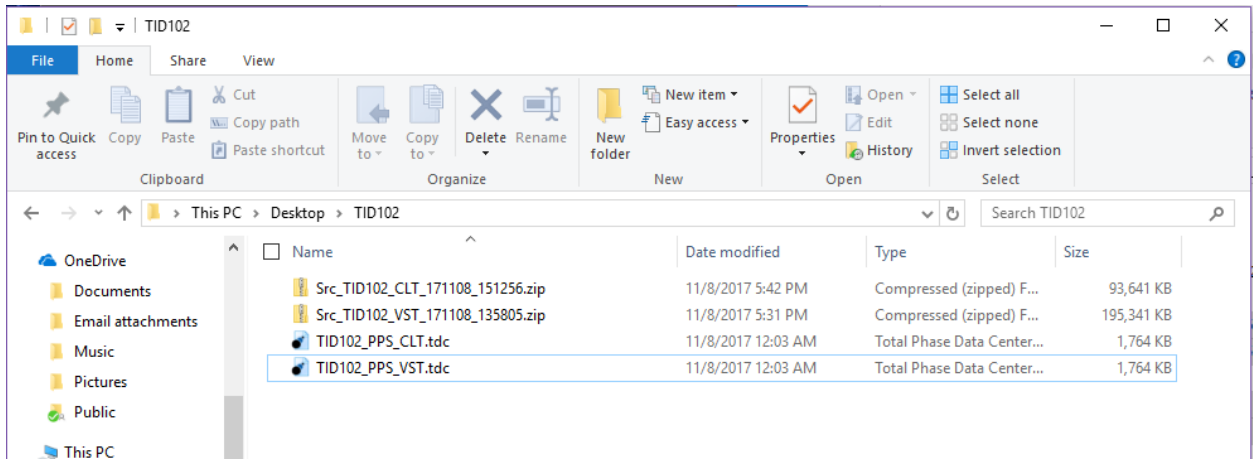 TID102
File Home Share View
Pin to Quick access
Copy
Paste
Cut
Copy path
Paste shortcut
Clipboard
Move to
Copy to
Delete
Rename
Organize
New folder
New item
Easy access
New
Properties
Open
Edit
History
Open
Select all
Select none
Invert selection
Select
This PC > Desktop > TID102
Search TID102
OneDrive
Documents
Email attachments
Music
Pictures
Public
This PC
Name Date modified Type Size
Src_TID102_CLT_171108_151256.zip 11/8/2017 5:42 PM Compressed (zipped) F... 93,641 KB
Src_TID102_VST_171108_135805.zip 11/8/2017 5:31 PM Compressed (zipped) F... 195,341 KB
TID102_PPS_CLT.tdc 11/8/2017 12:03 AM Total Phase Data Center... 1,764 KB
TID102_PPS_VST.tdc 11/8/2017 12:03 AM Total Phase Data Center... 1,764 KB